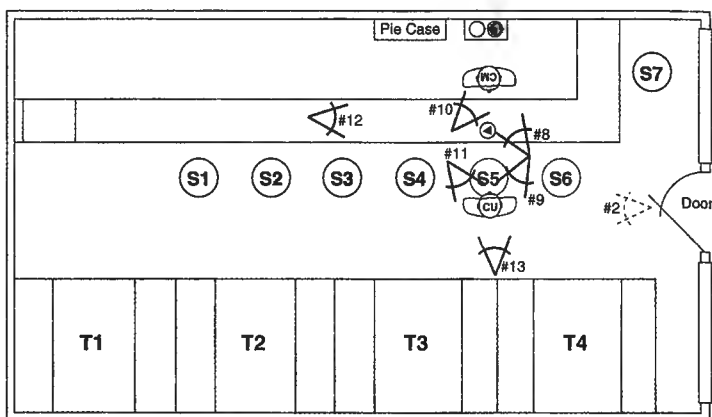 Pie Case
CM
S7
#10
#12
#8
#11
S1 S2 S3 S4 S5 S6
#9
CU
#2
Door
#13
T1 T2 T3 T4